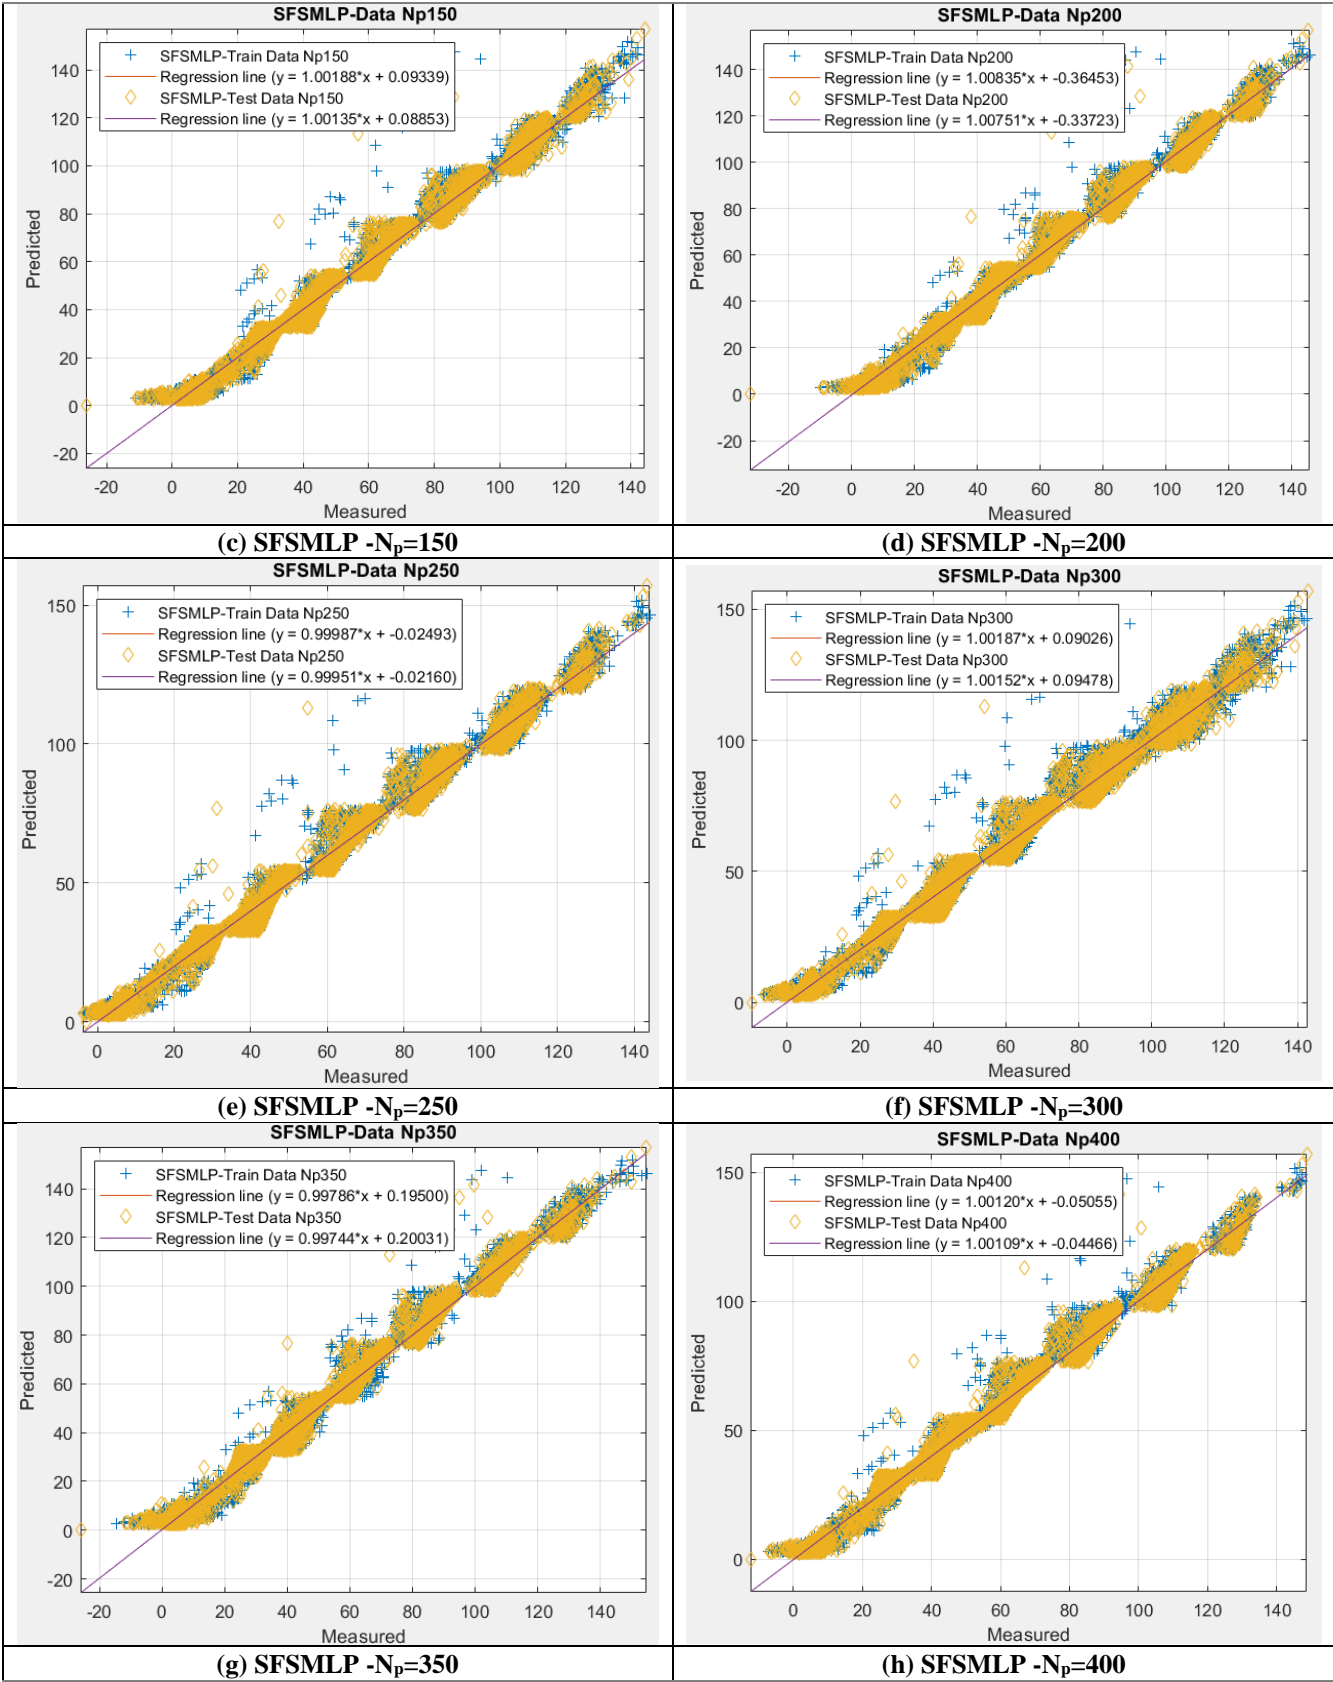 SFSMLP-Data Np150
SFSMLP-Train Data Np150
Regression line (y = 1.00188*x + 0.09339)
SFSMLP-Test Data Np150
Regression line (y = 1.00135*x + 0.08853)
140
120
100
80
60
40
20
0
-20
Predicted
-20 0 20 40 60 80 100 120 140
Measured
(c) SFSMLP -Np=150
SFSMLP-Data Np200
SFSMLP-Train Data Np200
Regression line (y = 1.00835*x + -0.36453)
SFSMLP-Test Data Np200
Regression line (y = 1.00751*x + -0.33723)
140
120
100
80
60
40
20
0
-20
Predicted
-20 0 20 40 60 80 100 120 140
Measured
(d) SFSMLP -Np=200
SFSMLP-Data Np250
SFSMLP-Train Data Np250
Regression line (y = 0.99987*x + -0.02493)
SFSMLP-Test Data Np250
Regression line (y = 0.99951*x + -0.02160)
150
100
50
0
Predicted
0 20 40 60 80 100 120 140
Measured
(e) SFSMLP -Np=250
SFSMLP-Data Np300
SFSMLP-Train Data Np300
Regression line (y = 1.00187*x + 0.09026)
SFSMLP-Test Data Np300
Regression line (y = 1.00152*x + 0.09478)
150
100
50
0
Predicted
0 20 40 60 80 100 120 140
Measured
(f) SFSMLP -Np=300
SFSMLP-Data Np350
SFSMLP-Train Data Np350
Regression line (y = 0.99786*x + 0.19500)
SFSMLP-Test Data Np350
Regression line (y = 0.99744*x + 0.20031)
140
120
100
80
60
40
20
0
-20
Predicted
-20 0 20 40 60 80 100 120 140
Measured
(g) SFSMLP -Np=350
SFSMLP-Data Np400
SFSMLP-Train Data Np400
Regression line (y = 1.00120*x + -0.05055)
SFSMLP-Test Data Np400
Regression line (y = 1.00109*x + -0.04466)
150
100
50
0
Predicted
0 20 40 60 80 100 120 140
Measured
(h) SFSMLP -Np=400